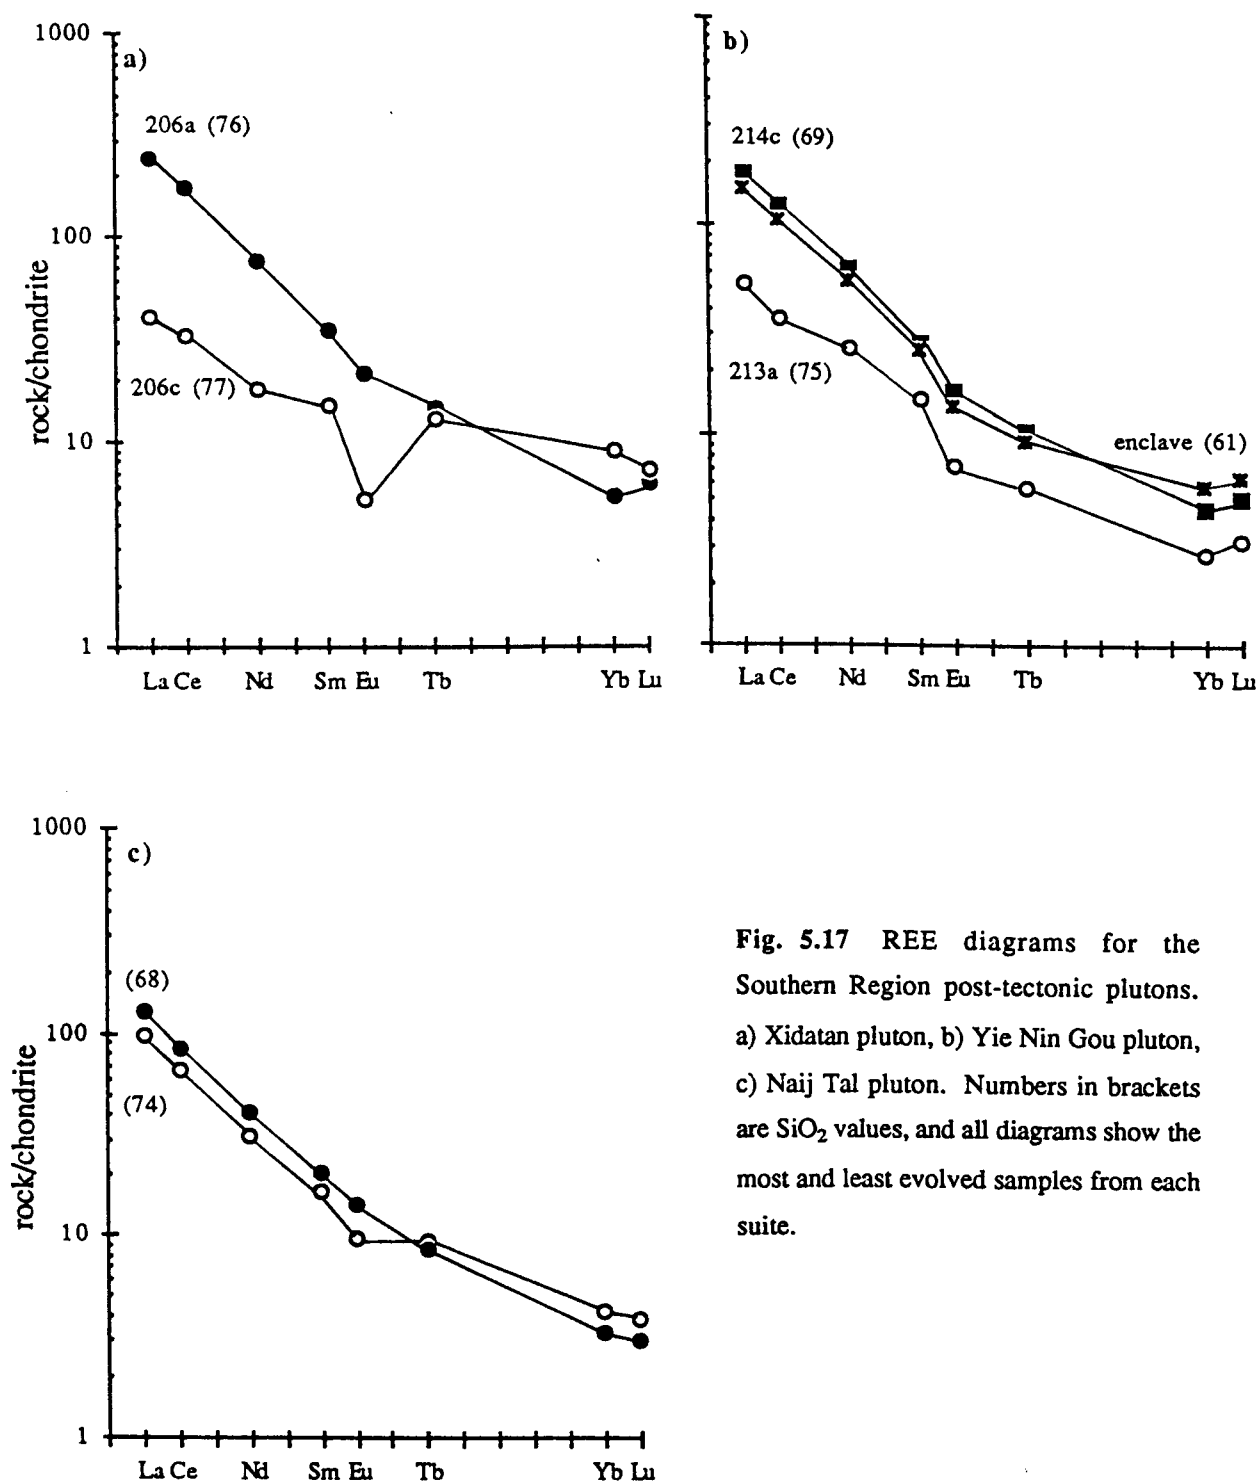 a)
1000
100
10
1
rock/chondrite
206a (76)
206c (77)
La Ce Nd Sm Eu Tb Yb Lu
b)
214c (69)
213a (75)
enclave (61)
La Ce Nd Sm Eu Tb Yb Lu
c)
1000
100
10
1
rock/chondrite
(68)
(74)
La Ce Nd Sm Eu Tb Yb Lu
Fig. 5.17 REE diagrams for the
Southern Region post-tectonic plutons.
a) Xidatan pluton, b) Yie Nin Gou pluton,
c) Naij Tal pluton. Numbers in brackets
are SiO₂ values, and all diagrams show the
most and least evolved samples from each
suite.